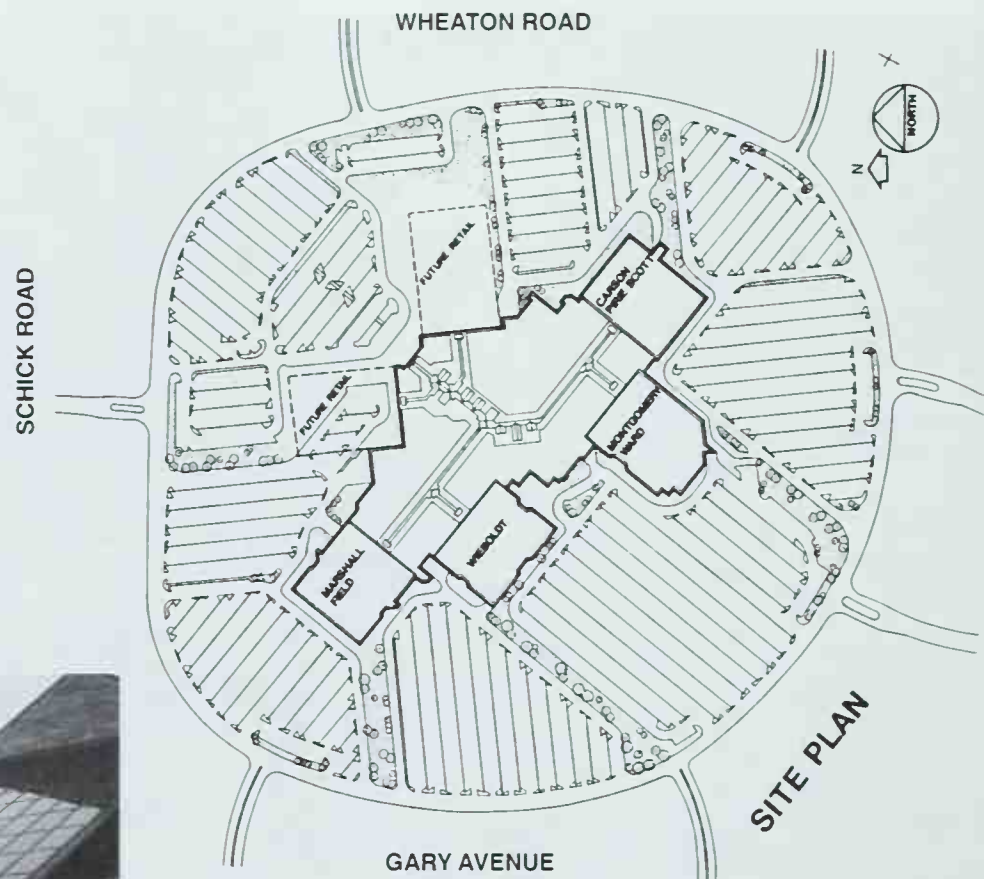 WHEATON ROAD
NORTH
N
SCHICK ROAD
FUTURE RETAIL
CARSON
PIRIE SCOTT
FUTURE RETAIL
MONTGOMERY
WARD
WIEBOLDT
MARSHALL
FIELD
SITE PLAN
GARY AVENUE